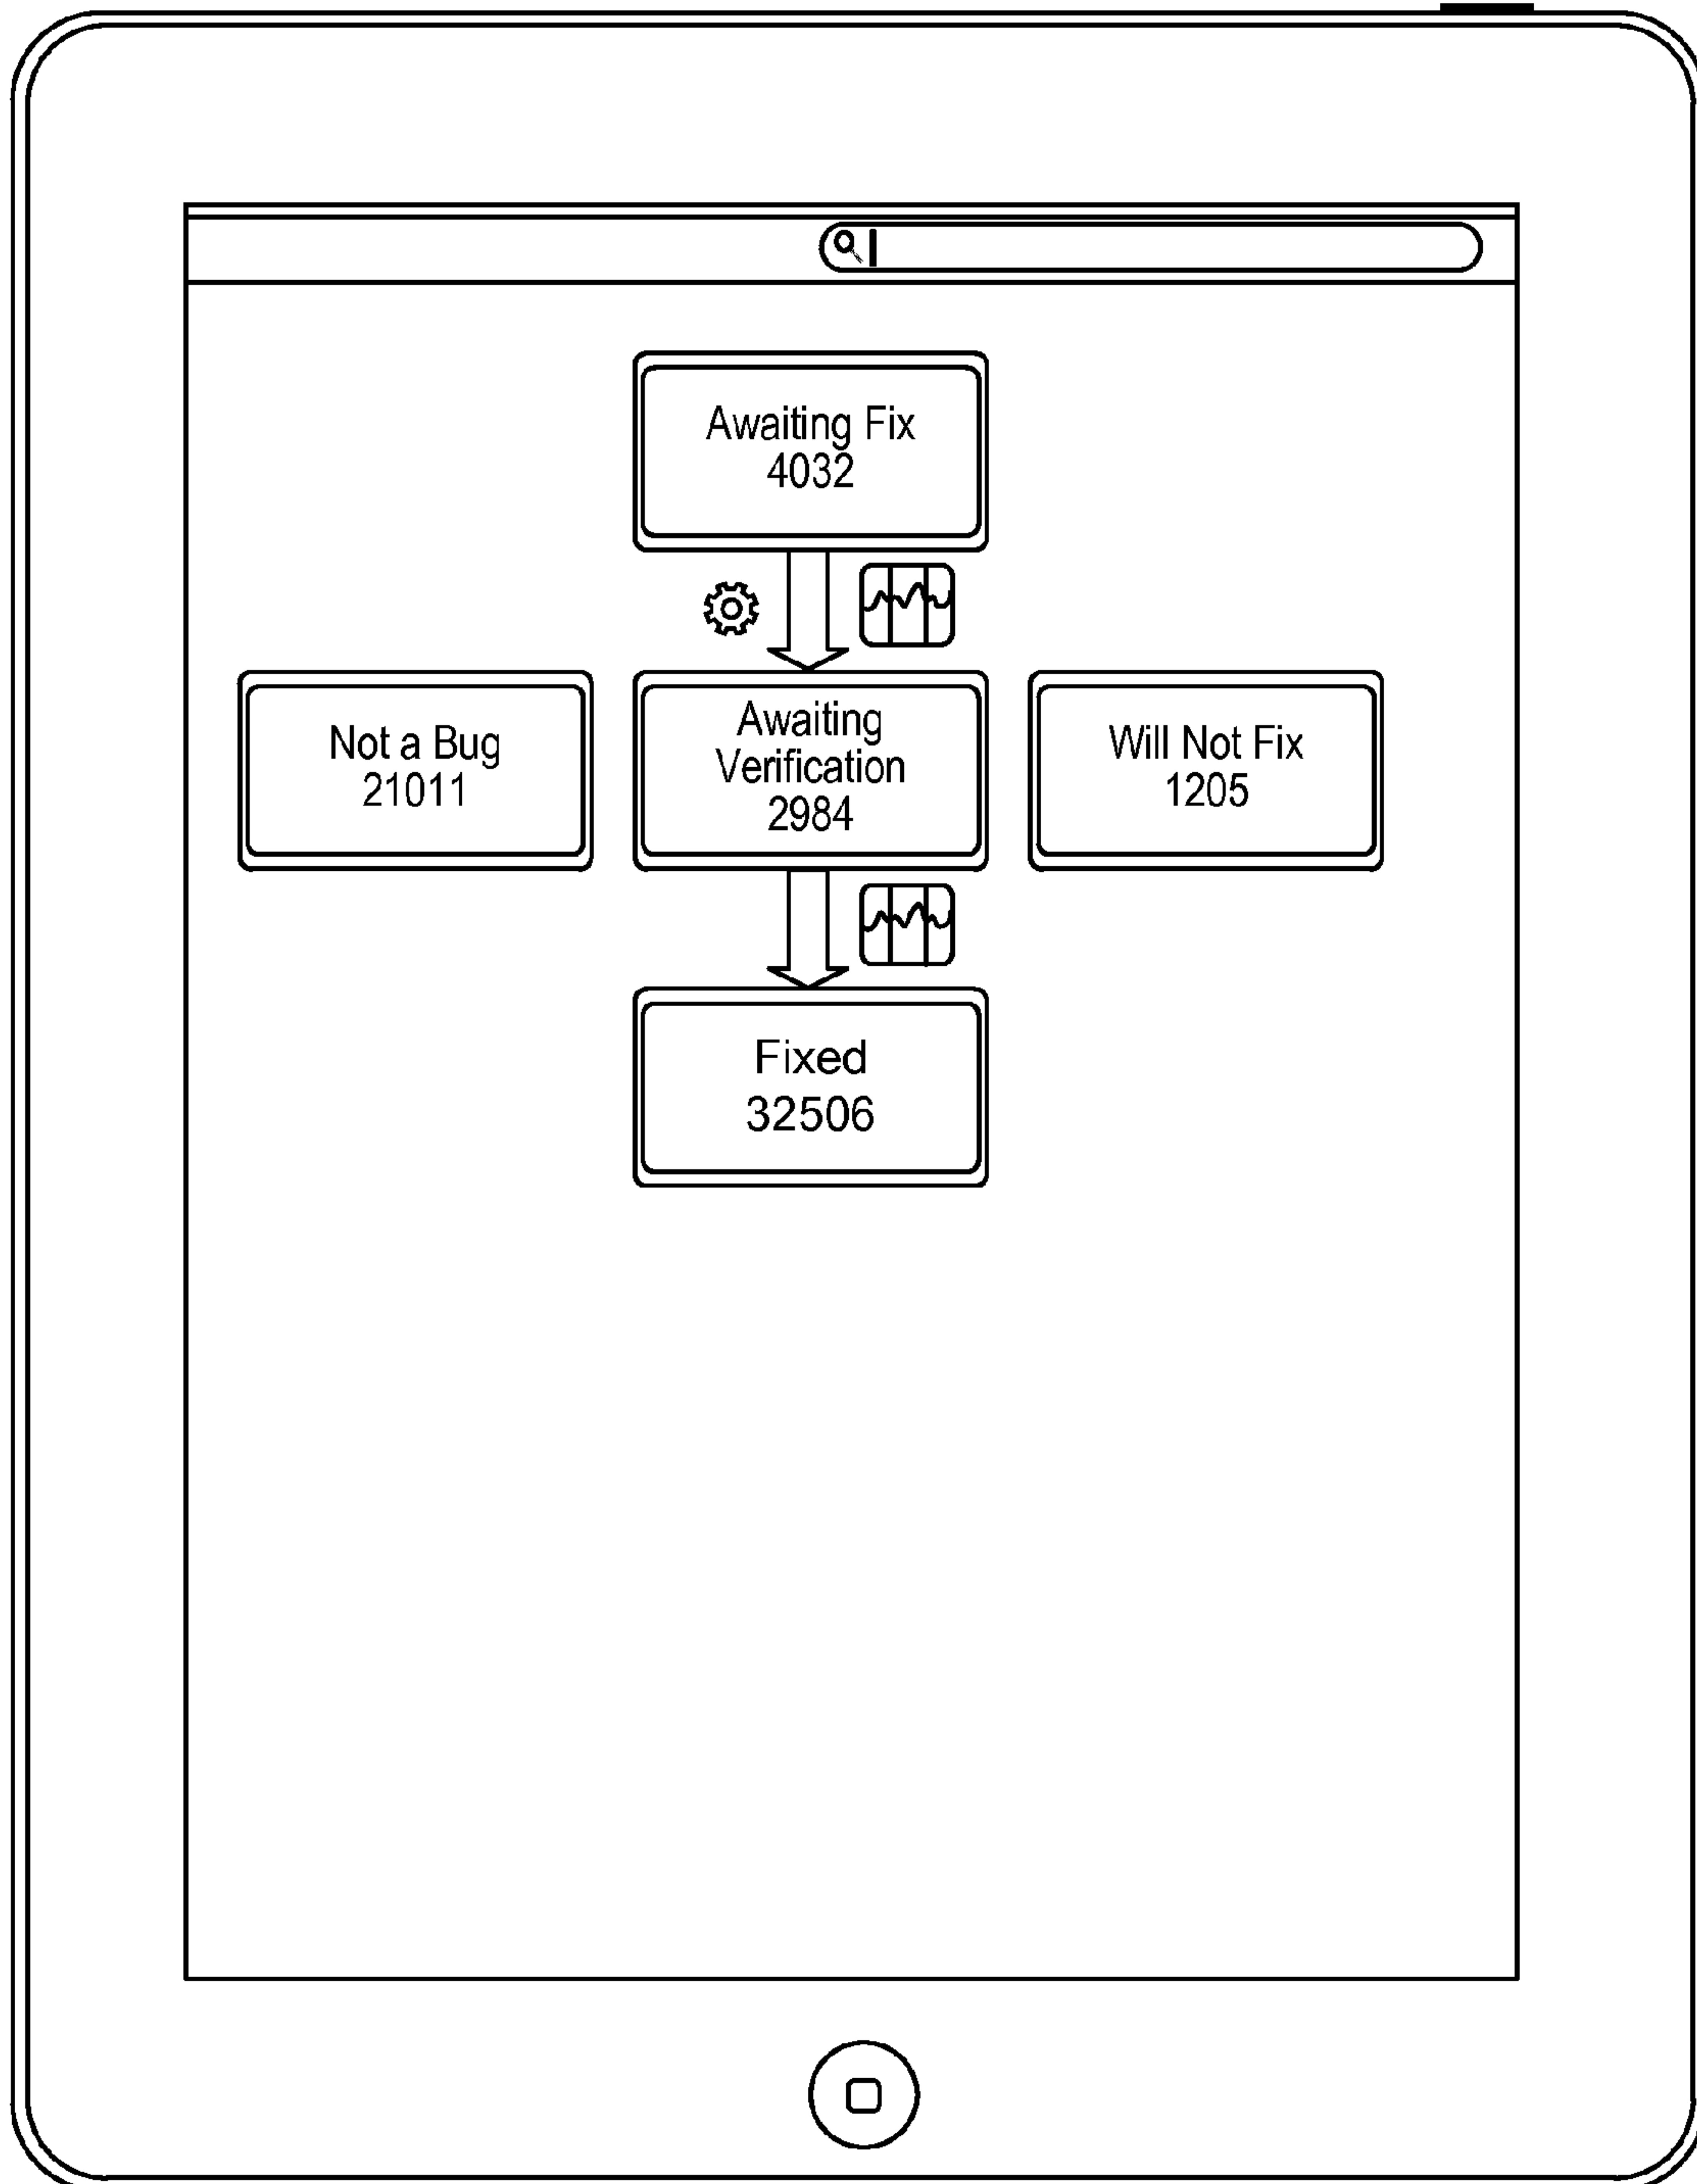 Awaiting Fix
4032
Not a Bug
21011
Awaiting
Verification
2984
Will Not Fix
1205
Fixed
32506